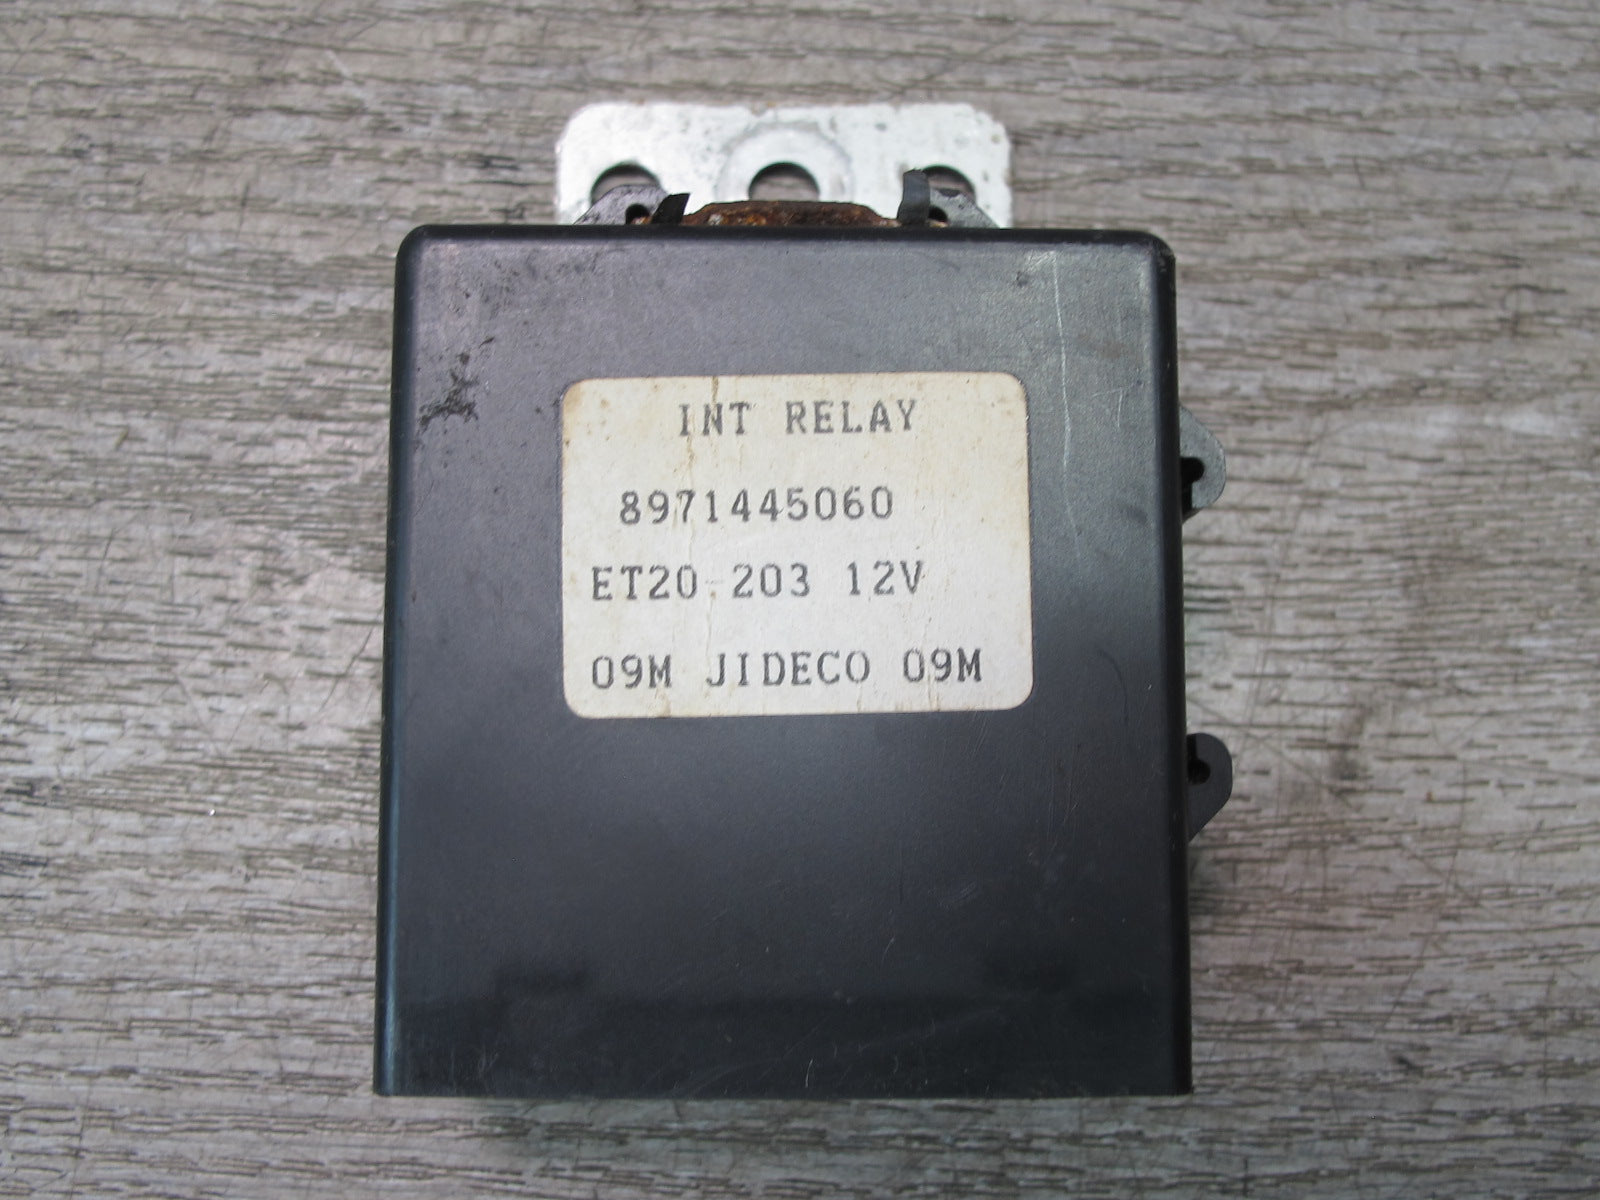 INT RELAY
8971445060
ET20-203 12V
09M JIDECO 09M